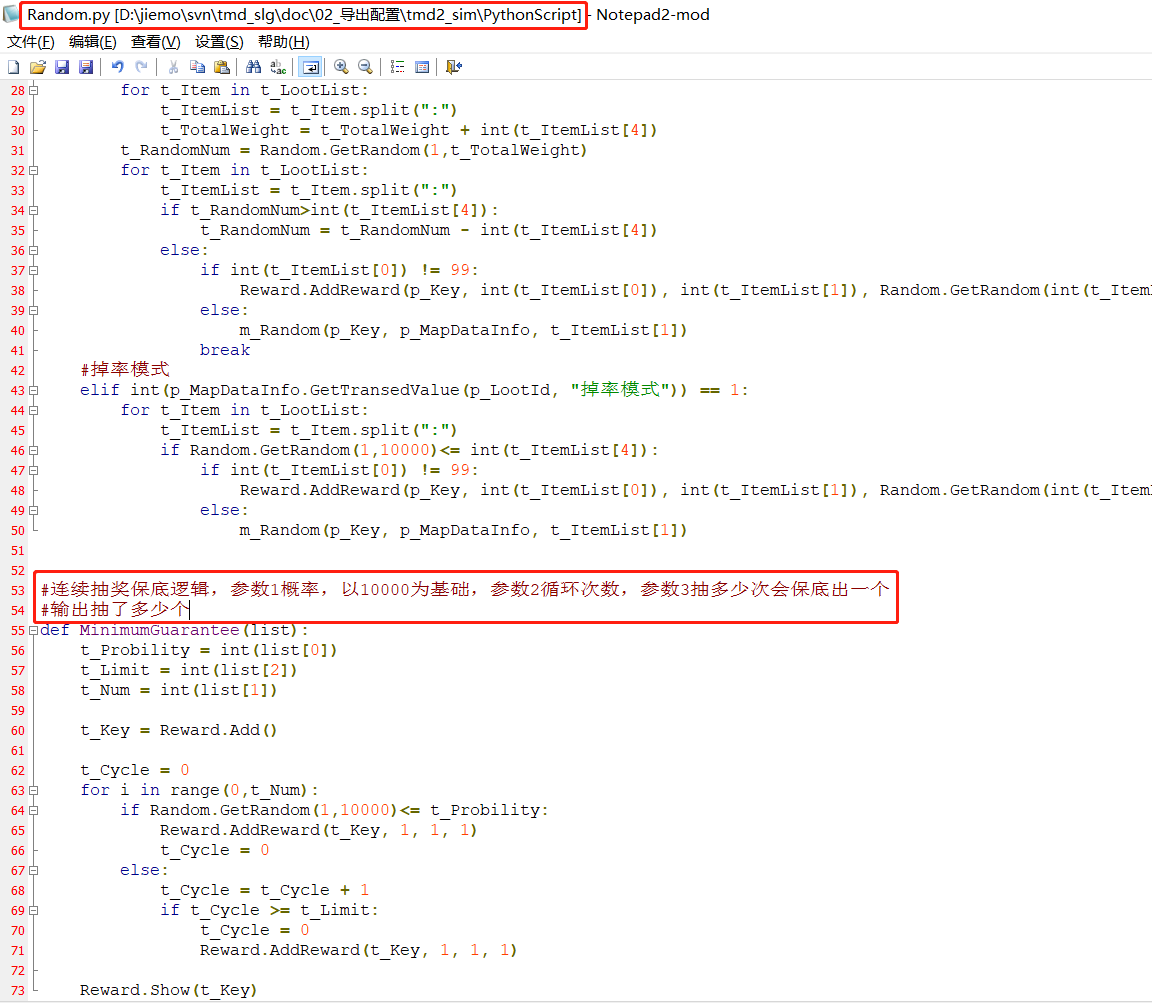 Random.py [D:\jiemo\svn\tmd_slg\doc\02_导出配置\tmd2_sim\PythonScript] - Notepad2-mod
文件(F) 编辑(E) 查看(V) 设置(S) 帮助(H)
28 for t_Item in t_LootList:
29 t_ItemList = t_Item.split(":")
30 t_TotalWeight = t_TotalWeight + int(t_ItemList[4])
31 t_RandomNum = Random.GetRandom(1,t_TotalWeight)
32 for t_Item in t_LootList:
33 t_ItemList = t_Item.split(":")
34 if t_RandomNum>int(t_ItemList[4]):
35 t_RandomNum = t_RandomNum - int(t_ItemList[4])
36 else:
37 if int(t_ItemList[0]) != 99:
38 Reward.AddReward(p_Key, int(t_ItemList[0]), int(t_ItemList[1]), Random.GetRandom(int(t_Item
39 else:
40 m_Random(p_Key, p_MapDataInfo, t_ItemList[1])
41 break
42 #掉率模式
43 elif int(p_MapDataInfo.GetTransedValue(p_LootId, "掉率模式")) == 1:
44 for t_Item in t_LootList:
45 t_ItemList = t_Item.split(":")
46 if Random.GetRandom(1,10000)<= int(t_ItemList[4]):
47 if int(t_ItemList[0]) != 99:
48 Reward.AddReward(p_Key, int(t_ItemList[0]), int(t_ItemList[1]), Random.GetRandom(int(t_Item
49 else:
50 m_Random(p_Key, p_MapDataInfo, t_ItemList[1])
51
52
53 #连续抽奖保底逻辑，参数1概率，以10000为基础，参数2循环次数，参数3抽多少次会保底出一个
54 #输出抽了多少个
55 def MinimumGuarantee(list):
56 t_Probility = int(list[0])
57 t_Limit = int(list[2])
58 t_Num = int(list[1])
59
60 t_Key = Reward.Add()
61
62 t_Cycle = 0
63 for i in range(0,t_Num):
64 if Random.GetRandom(1,10000)<= t_Probility:
65 Reward.AddReward(t_Key, 1, 1, 1)
66 t_Cycle = 0
67 else:
68 t_Cycle = t_Cycle + 1
69 if t_Cycle >= t_Limit:
70 t_Cycle = 0
71 Reward.AddReward(t_Key, 1, 1, 1)
72
73 Reward.Show(t_Key)